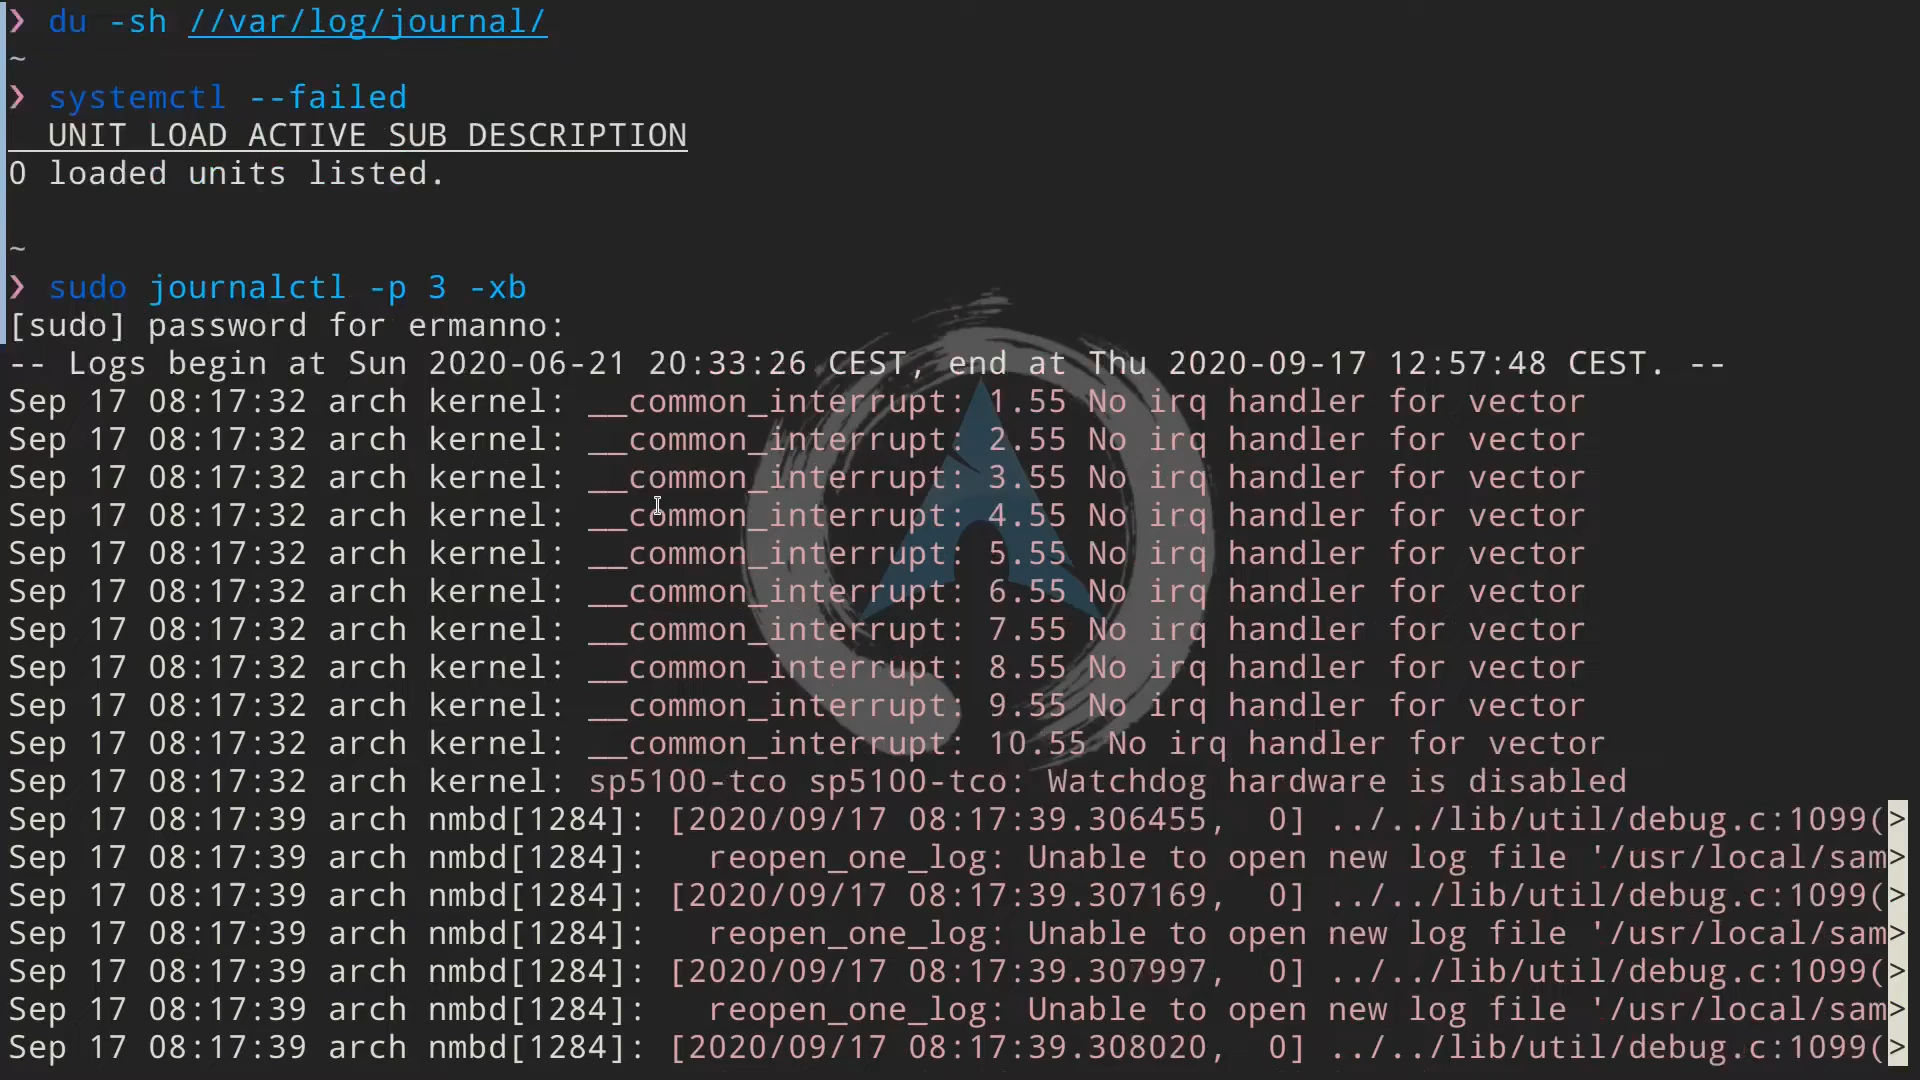 ❯ du -sh //var/log/journal/
~
❯ systemctl --failed
  UNIT LOAD ACTIVE SUB DESCRIPTION
0 loaded units listed.
~
❯ sudo journalctl -p 3 -xb
[sudo] password for ermanno:
-- Logs begin at Sun 2020-06-21 20:33:26 CEST, end at Thu 2020-09-17 12:57:48 CEST. --
Sep 17 08:17:32 arch kernel: __common_interrupt: 1.55 No irq handler for vector
Sep 17 08:17:32 arch kernel: __common_interrupt: 2.55 No irq handler for vector
Sep 17 08:17:32 arch kernel: __common_interrupt: 3.55 No irq handler for vector
Sep 17 08:17:32 arch kernel: __common_interrupt: 4.55 No irq handler for vector
Sep 17 08:17:32 arch kernel: __common_interrupt: 5.55 No irq handler for vector
Sep 17 08:17:32 arch kernel: __common_interrupt: 6.55 No irq handler for vector
Sep 17 08:17:32 arch kernel: __common_interrupt: 7.55 No irq handler for vector
Sep 17 08:17:32 arch kernel: __common_interrupt: 8.55 No irq handler for vector
Sep 17 08:17:32 arch kernel: __common_interrupt: 9.55 No irq handler for vector
Sep 17 08:17:32 arch kernel: __common_interrupt: 10.55 No irq handler for vector
Sep 17 08:17:32 arch kernel: sp5100-tco sp5100-tco: Watchdog hardware is disabled
Sep 17 08:17:39 arch nmbd[1284]: [2020/09/17 08:17:39.306455,  0] ../../lib/util/debug.c:1099(>
Sep 17 08:17:39 arch nmbd[1284]:   reopen_one_log: Unable to open new log file '/usr/local/sam>
Sep 17 08:17:39 arch nmbd[1284]: [2020/09/17 08:17:39.307169,  0] ../../lib/util/debug.c:1099(>
Sep 17 08:17:39 arch nmbd[1284]:   reopen_one_log: Unable to open new log file '/usr/local/sam>
Sep 17 08:17:39 arch nmbd[1284]: [2020/09/17 08:17:39.307997,  0] ../../lib/util/debug.c:1099(>
Sep 17 08:17:39 arch nmbd[1284]:   reopen_one_log: Unable to open new log file '/usr/local/sam>
Sep 17 08:17:39 arch nmbd[1284]: [2020/09/17 08:17:39.308020,  0] ../../lib/util/debug.c:1099(>